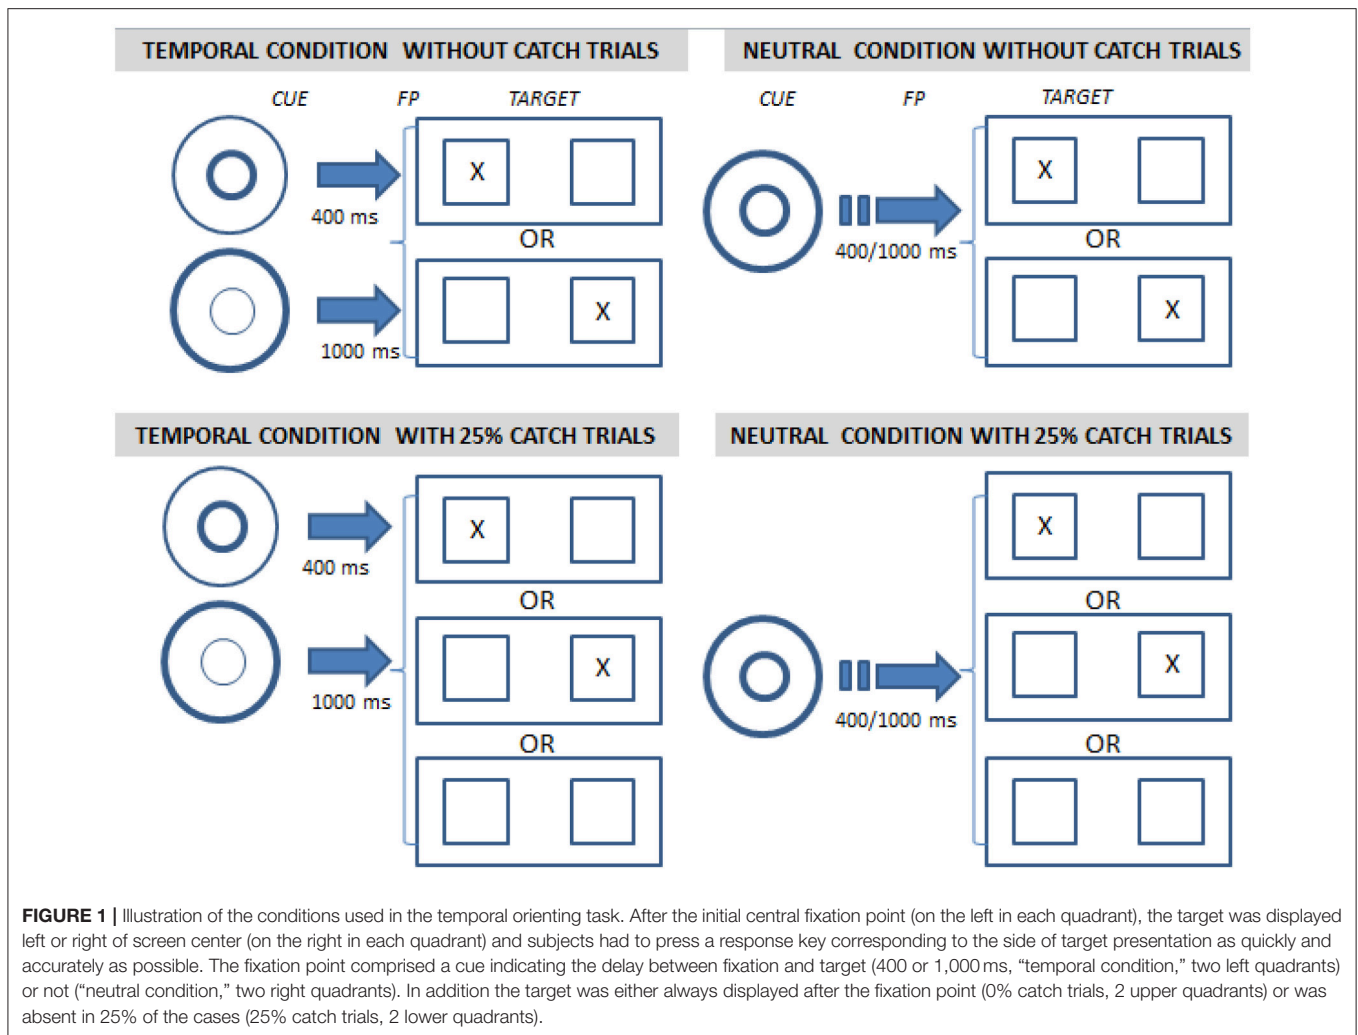 TEMPORAL CONDITION WITHOUT CATCH TRIALS
CUE FP TARGET
400 ms
X
OR
1000 ms
X
NEUTRAL CONDITION WITHOUT CATCH TRIALS
CUE FP TARGET
400/1000 ms
X
OR
X
TEMPORAL CONDITION WITH 25% CATCH TRIALS
400 ms
X
OR
1000 ms
X
OR
NEUTRAL CONDITION WITH 25% CATCH TRIALS
X
OR
400/1000 ms
X
OR
FIGURE 1 | Illustration of the conditions used in the temporal orienting task. After the initial central fixation point (on the left in each quadrant), the target was displayed
left or right of screen center (on the right in each quadrant) and subjects had to press a response key corresponding to the side of target presentation as quickly and
accurately as possible. The fixation point comprised a cue indicating the delay between fixation and target (400 or 1,000 ms, “temporal condition,” two left quadrants)
or not (“neutral condition,” two right quadrants). In addition the target was either always displayed after the fixation point (0% catch trials, 2 upper quadrants) or was
absent in 25% of the cases (25% catch trials, 2 lower quadrants).